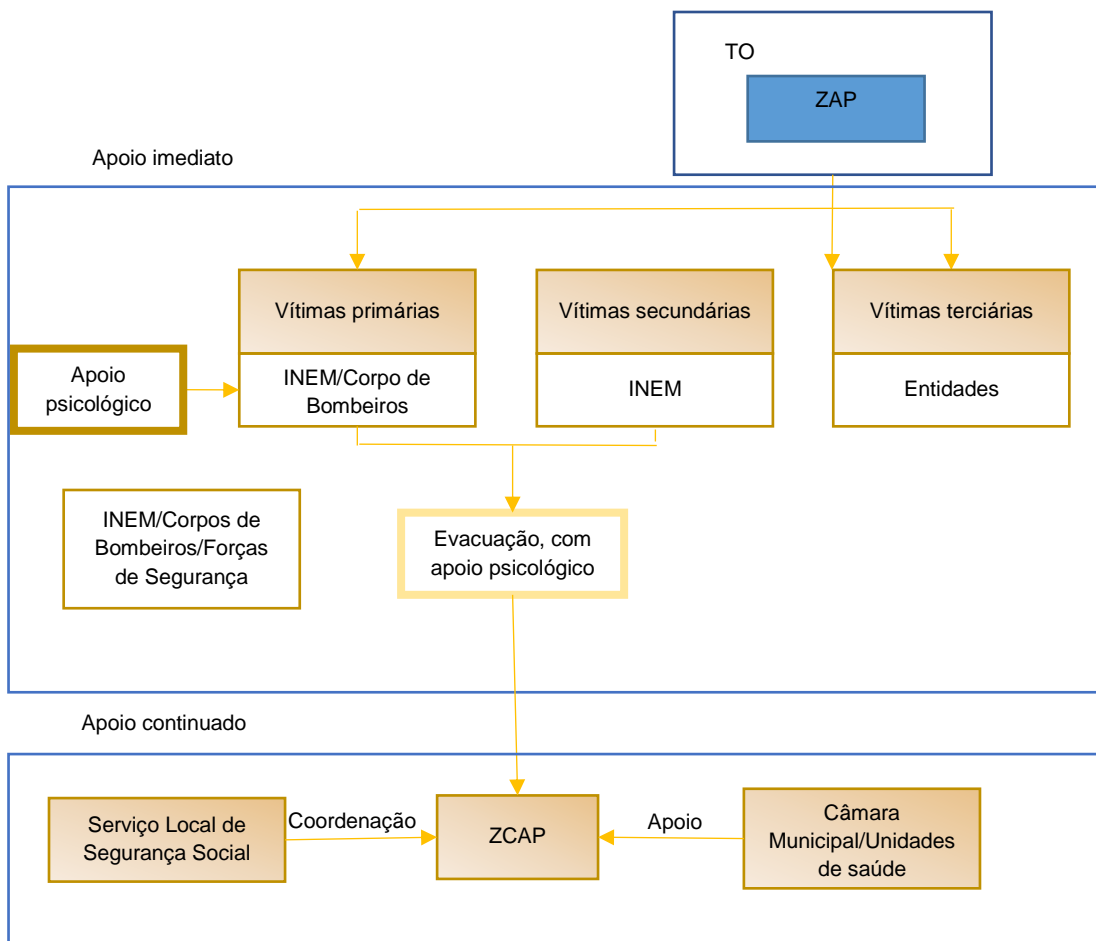 TO
ZAP
Apoio imediato
Vítimas primárias
Vítimas secundárias
Vítimas terciárias
Apoio
psicológico
INEM/Corpo de
Bombeiros
INEM
Entidades
INEM/Corpos de
Bombeiros/Forças
de Segurança
Evacuação, com
apoio psicológico
Apoio continuado
Serviço Local de
Segurança Social
Coordenação
ZCAP
Apoio
Câmara
Municipal/Unidades
de saúde